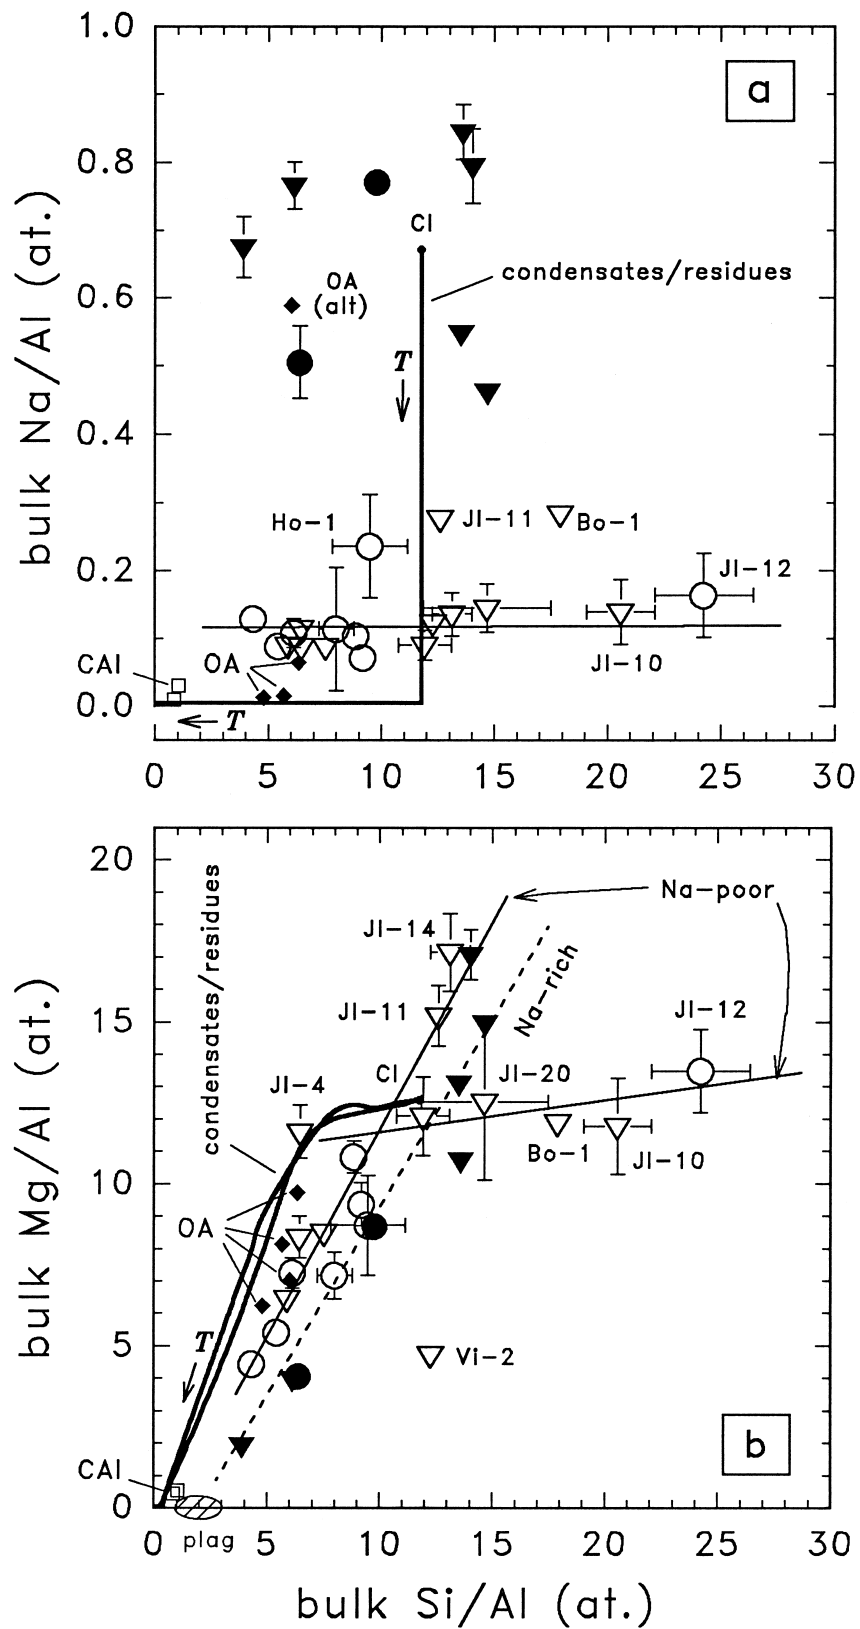 1.0
a
0.8
CI
condensates/residues
OA
(alt)
0.6
T
0.4
bulk Na/Al (at.)
Ho-1
JI-11
Bo-1
0.2
JI-12
CAI
OA
JI-10
0.0
T
0 5 10 15 20 25 30
20
Na-poor
condensates/residues
JI-14
Na-rich
JI-11
15
JI-12
CI
JI-20
JI-4
Bo-1
JI-10
10
OA
bulk Mg/Al (at.)
T
5
Vi-2
b
CAI
0
plag
0 5 10 15 20 25 30
bulk Si/Al (at.)